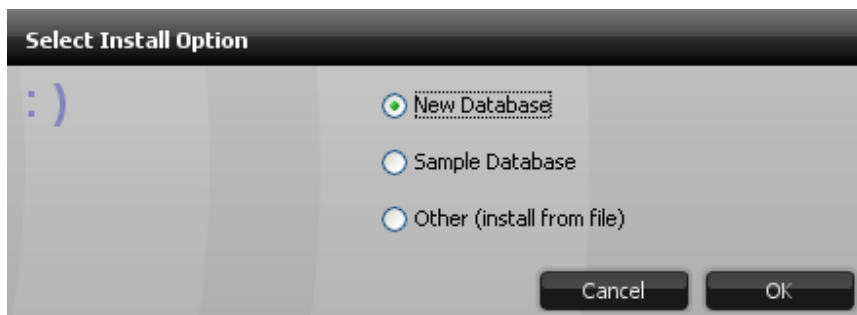 Select Install Option
:)
New Database
Sample Database
Other (install from file)
Cancel
OK